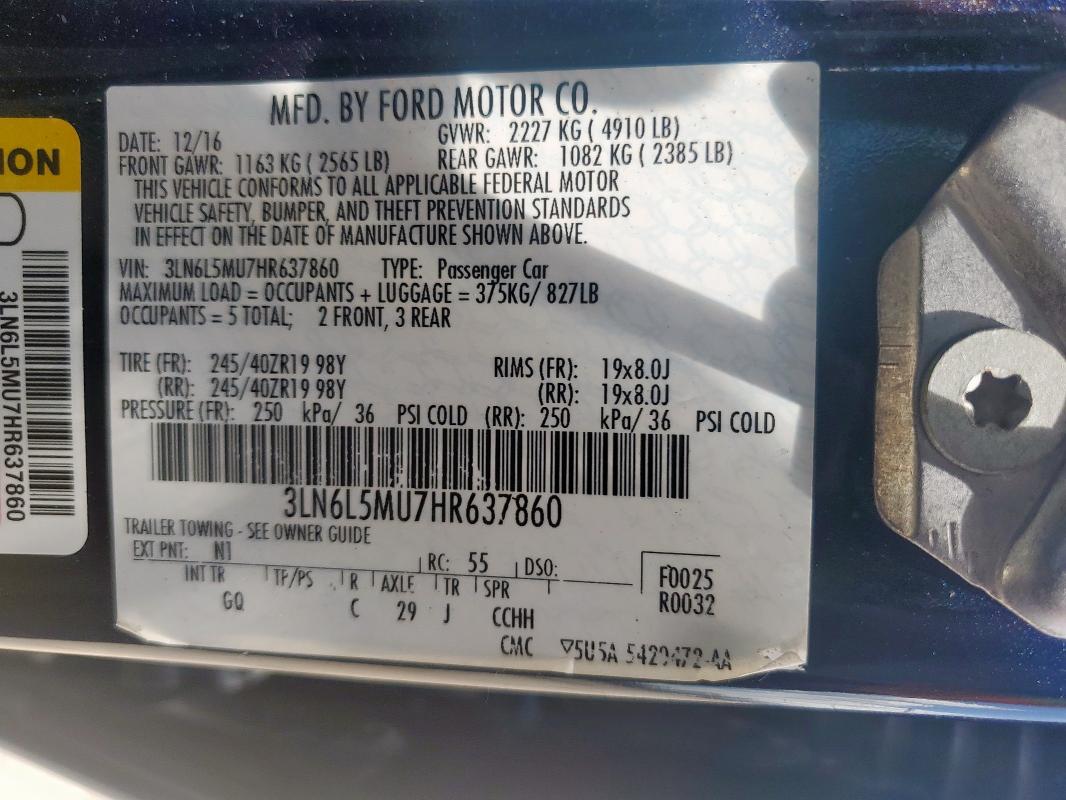 MFD. BY FORD MOTOR CO.
DATE: 12/16 GVWR: 2227 KG ( 4910 LB)
FRONT GAWR: 1163 KG ( 2565 LB) REAR GAWR: 1082 KG ( 2385 LB)
THIS VEHICLE CONFORMS TO ALL APPLICABLE FEDERAL MOTOR
VEHICLE SAFETY, BUMPER, AND THEFT PREVENTION STANDARDS
IN EFFECT ON THE DATE OF MANUFACTURE SHOWN ABOVE.
VIN: 3LN6L5MU7HR637860 TYPE: Passenger Car
MAXIMUM LOAD = OCCUPANTS + LUGGAGE = 375KG/ 827LB
OCCUPANTS = 5 TOTAL; 2 FRONT, 3 REAR
TIRE (FR): 245/40ZR19 98Y RIMS (FR): 19x8.0J
(RR): 245/40ZR19 98Y (RR): 19x8.0J
PRESSURE (FR): 250 kPa/ 36 PSI COLD (RR): 250 kPa/ 36 PSI COLD
3LN6L5MU7HR637860
TRAILER TOWING - SEE OWNER GUIDE
EXT PNT: N1 RC: 55 DSO:
INT TR TP/PS R AXLE TR SPR
GQ C 29 J CCHH
F0025
R0032
CMC ▽5U5A 5420472-AA
ION
3LN6L5MU7HR637860